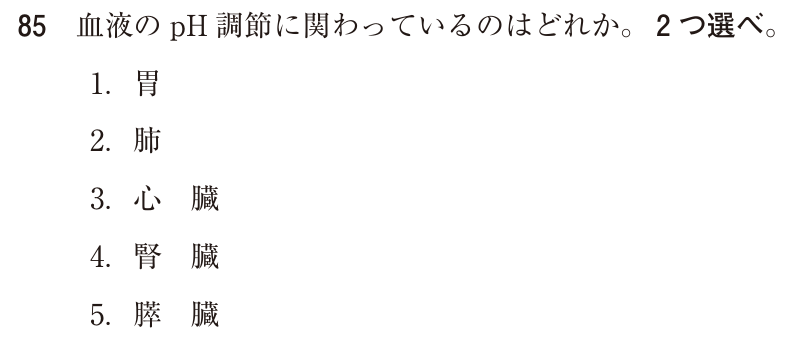 85 血液の pH 調節に関わっているのはどれか。2 つ選べ。
1. 胃
2. 肺
3. 心 臓
4. 腎 臓
5. 膵 臓